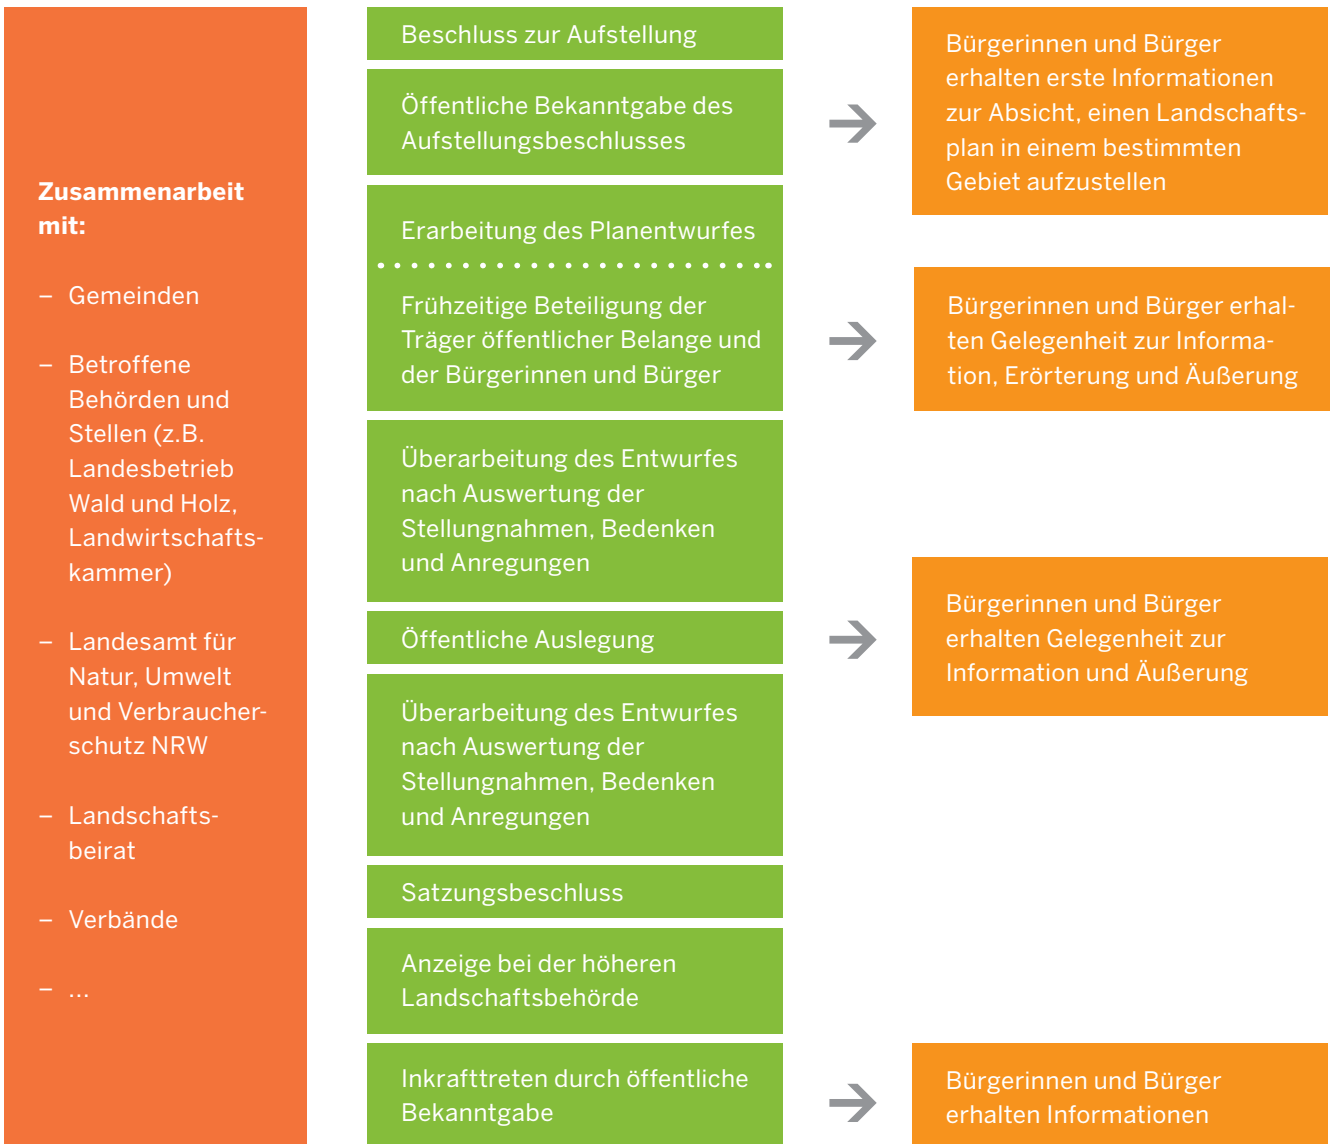 Zusammenarbeit
mit:
– Gemeinden
– Betroffene
Behörden und
Stellen (z.B.
Landesbetrieb
Wald und Holz,
Landwirtschafts-
kammer)
– Landesamt für
Natur, Umwelt
und Verbraucher-
schutz NRW
– Landschafts-
beirat
– Verbände
– ...
Beschluss zur Aufstellung
Öffentliche Bekanntgabe des
Aufstellungsbeschlusses
Erarbeitung des Planentwurfes
Frühzeitige Beteiligung der
Träger öffentlicher Belange und
der Bürgerinnen und Bürger
Überarbeitung des Entwurfes
nach Auswertung der
Stellungnahmen, Bedenken
und Anregungen
Öffentliche Auslegung
Überarbeitung des Entwurfes
nach Auswertung der
Stellungnahmen, Bedenken
und Anregungen
Satzungsbeschluss
Anzeige bei der höheren
Landschaftsbehörde
Inkrafttreten durch öffentliche
Bekanntgabe
Bürgerinnen und Bürger
erhalten erste Informationen
zur Absicht, einen Landschafts-
plan in einem bestimmten
Gebiet aufzustellen
Bürgerinnen und Bürger erhal-
ten Gelegenheit zur Informa-
tion, Erörterung und Äußerung
Bürgerinnen und Bürger
erhalten Gelegenheit zur
Information und Äußerung
Bürgerinnen und Bürger
erhalten Informationen